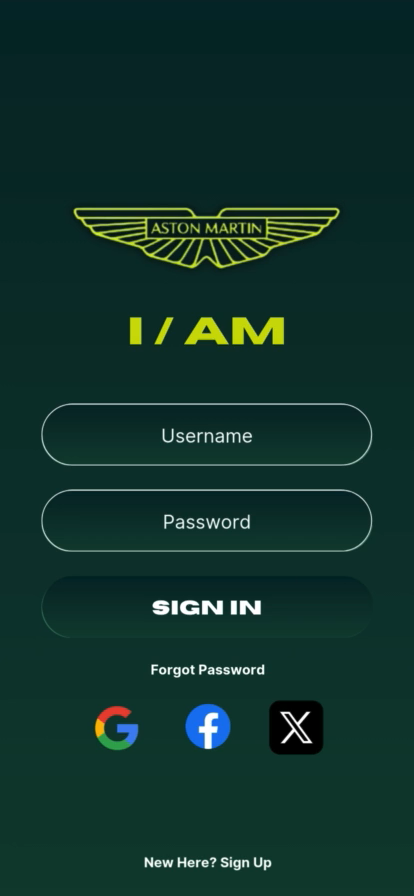 ASTON MARTIN
I / AM
Username
Password
SIGN IN
Forgot Password
New Here? Sign Up